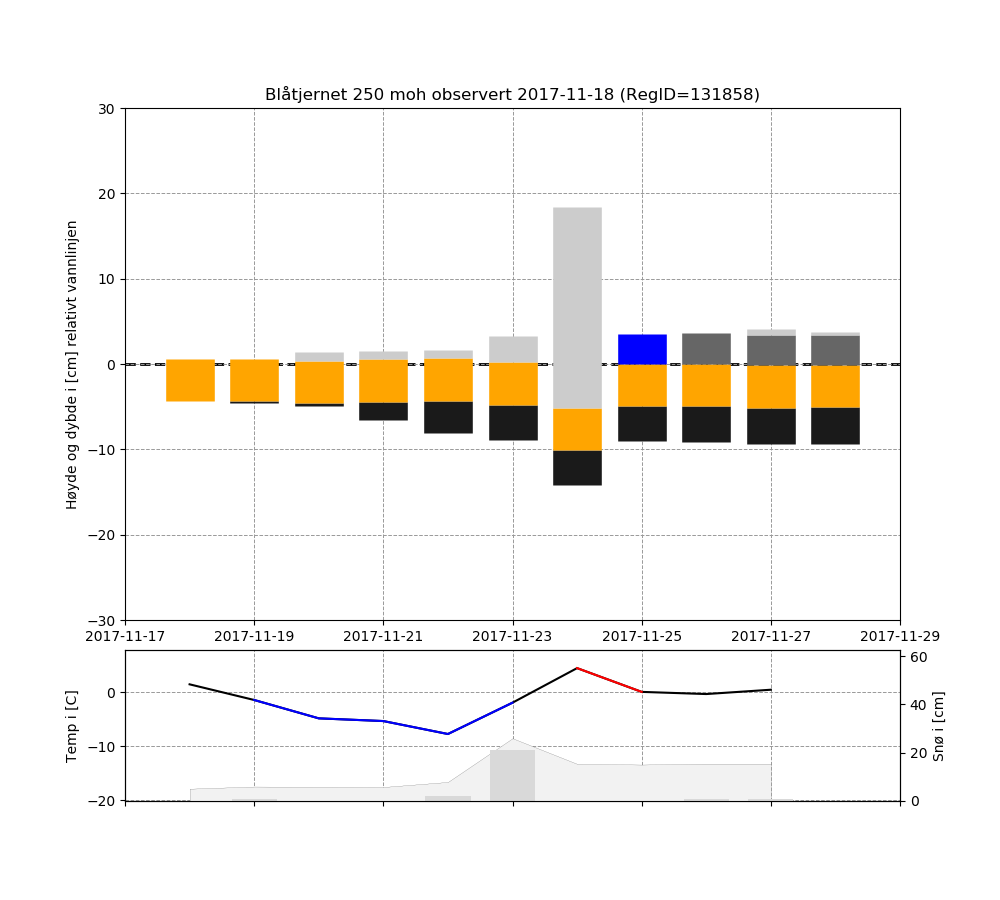 Blåtjernet 250 moh observert 2017-11-18 (RegID=131858)
Høyde og dybde i [cm] relativt vannlinjen
30
20
10
0
−10
−20
−30
2017-11-17 2017-11-19 2017-11-21 2017-11-23 2017-11-25 2017-11-27 2017-11-29
Temp i [C]
0
−10
−20
60
40
20
0
Snø i [cm]